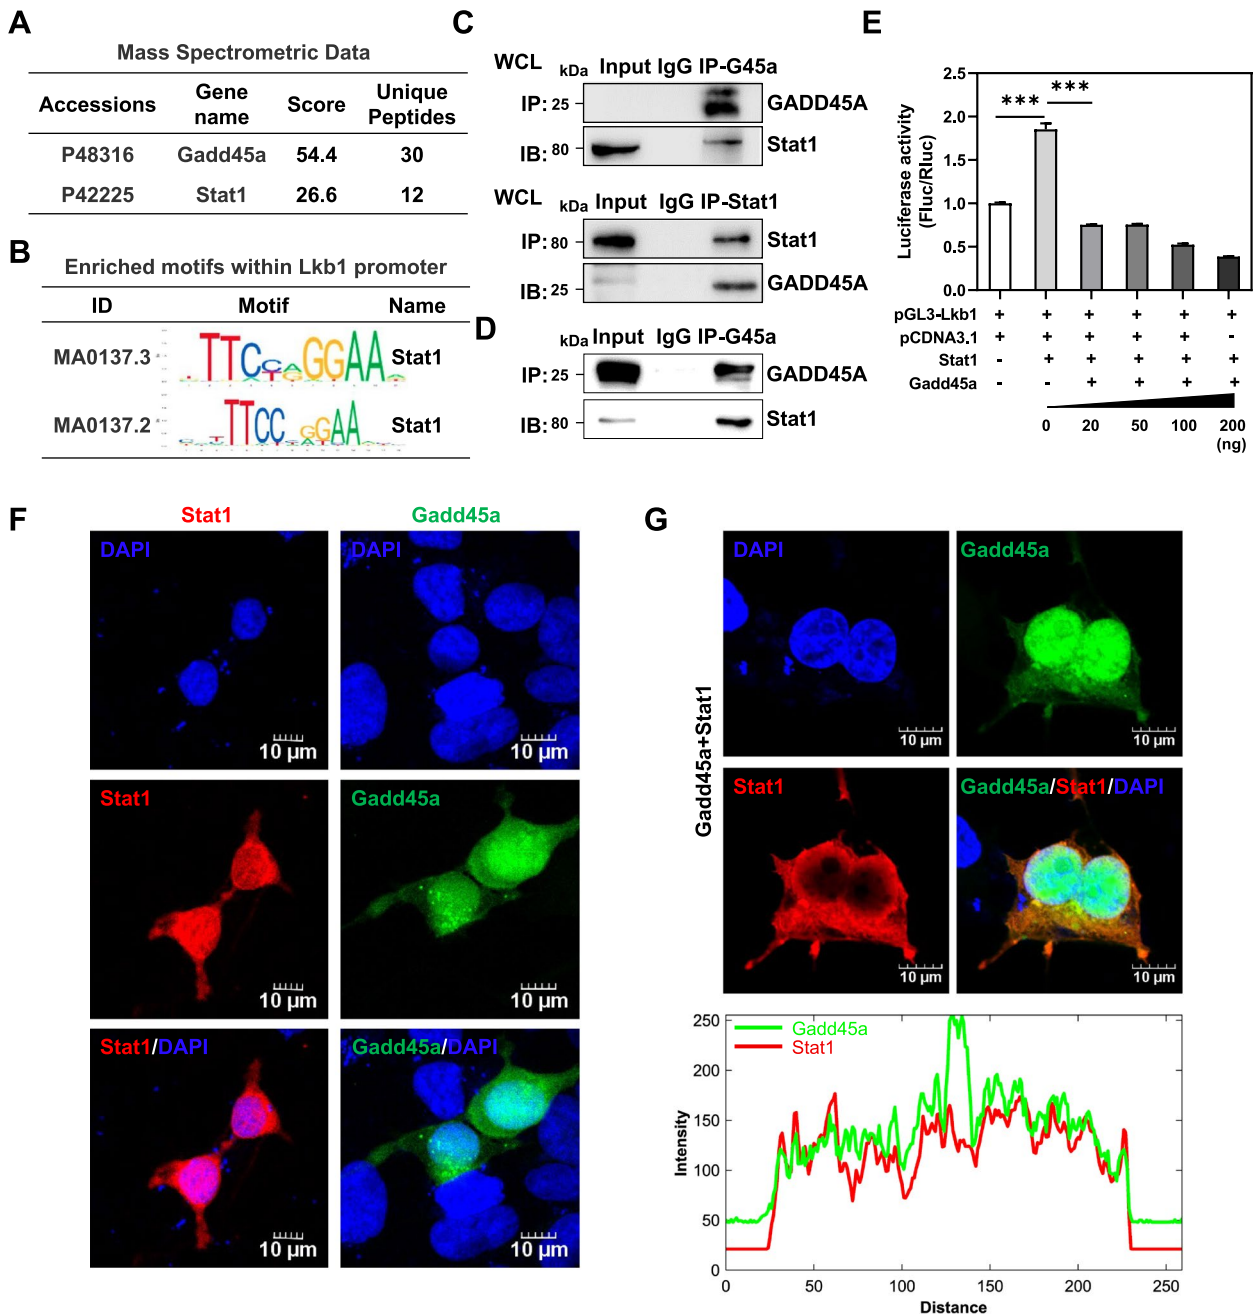 A
Mass Spectrometric Data
Accessions Gene name Score Unique Peptides
P48316 Gadd45a 54.4 30
P42225 Stat1 26.6 12
B
Enriched motifs within Lkb1 promoter
ID Motif Name
MA0137.3 TTCCNGGAA Stat1
MA0137.2 TTCC GGAA Stat1
C
WCL kDa Input IgG IP-G45a
IP: 25 GADD45A
IB: 80 Stat1
WCL kDa Input IgG IP-Stat1
IP: 80 Stat1
IB: 25 GADD45A
D
kDa Input IgG IP-G45a
IP: 25 GADD45A
IB: 80 Stat1
E
Luciferase activity
(Fluc/Rluc)
2.5
2.0
1.5
1.0
0.5
0.0
*** ***
pGL3-Lkb1 + + + + + +
pCDNA3.1 + + + + + -
Stat1 - + + + + +
Gadd45a - - + + + +
0 20 50 100 200
(ng)
F
Stat1 Gadd45a
DAPI DAPI
10 µm 10 µm
Stat1 Gadd45a
10 µm 10 µm
Stat1/DAPI Gadd45a/DAPI
10 µm 10 µm
G
Gadd45a+Stat1
DAPI Gadd45a
10 µm 10 µm
Stat1 Gadd45a/Stat1/DAPI
10 µm 10 µm
Gadd45a
Stat1
Intensity
250
200
150
100
50
0
0 50 100 150 200 250
Distance